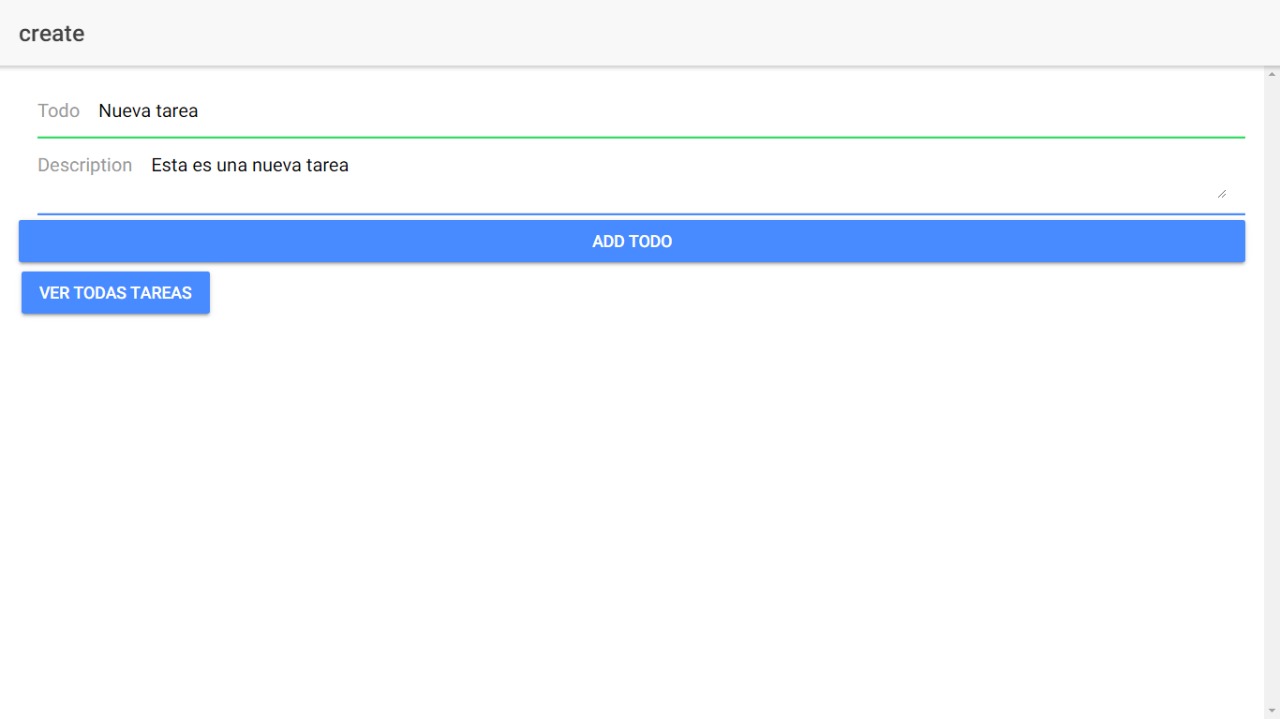 create
Todo Nueva tarea
Description Esta es una nueva tarea
ADD TODO
VER TODAS TAREAS